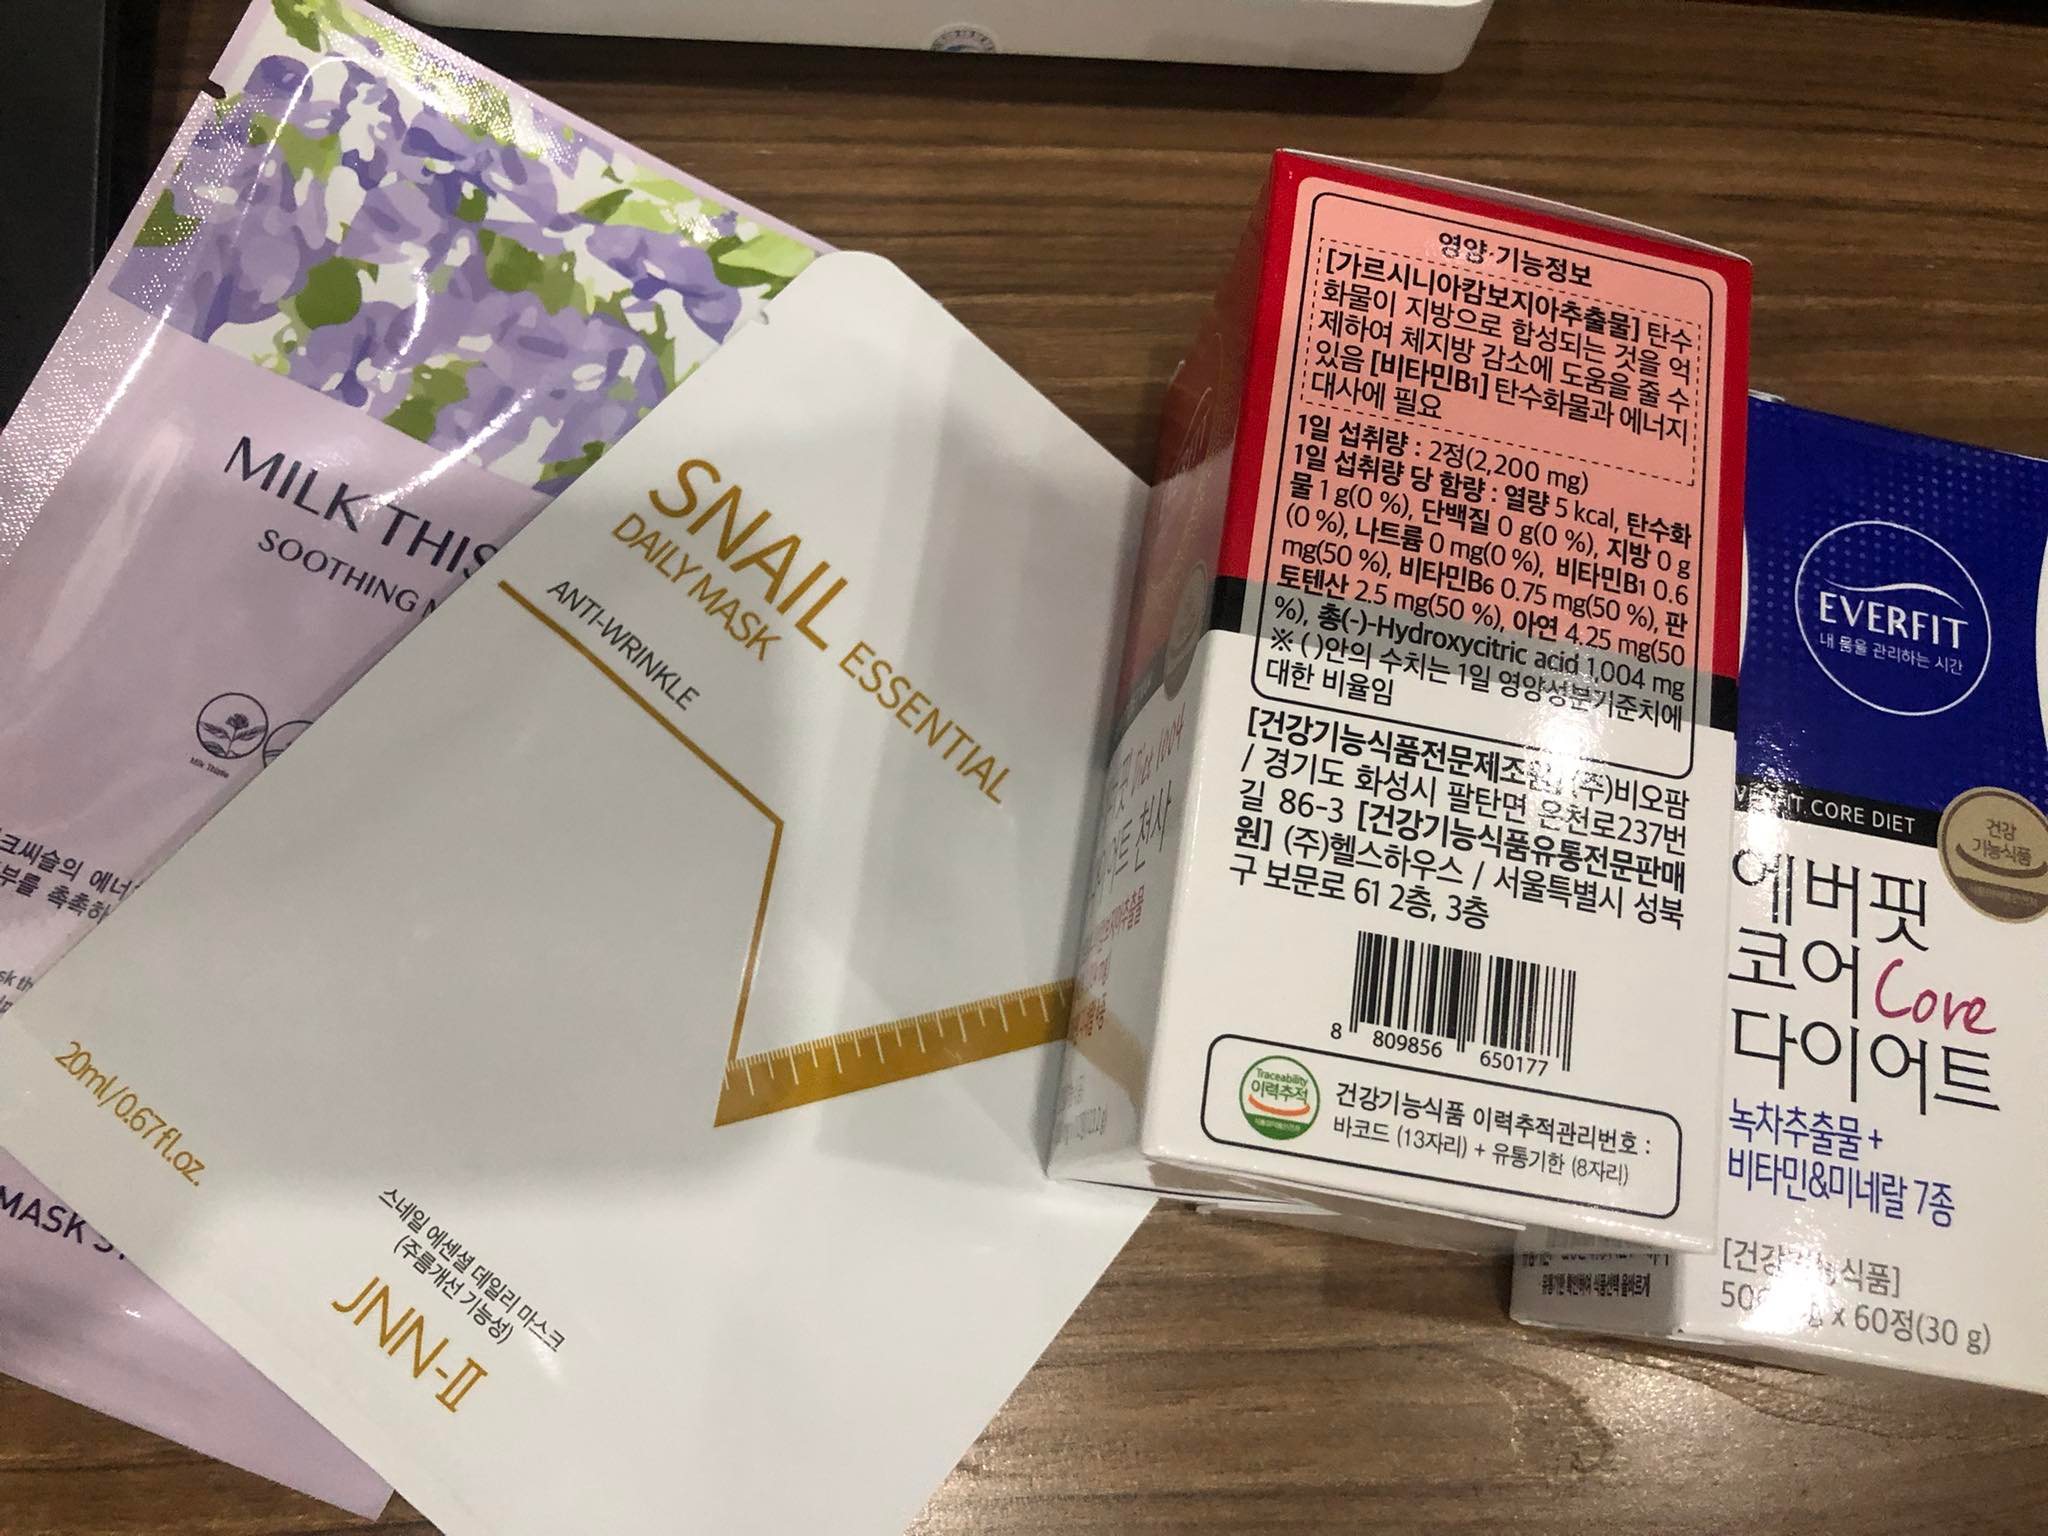 MILK THIS
SOOTHING
Milk Thistle
MASK
SNAIL ESSENTIAL
DAILY MASK
ANTI-WRINKLE
20ml/0.67fl.oz.
스네일 에센셜 데일리 마스크
(주름개선 기능성)
JNN-II
영양·기능정보
[가르시니아캄보지아추출물] 탄수
화물이 지방으로 합성되는 것을 억
제하여 체지방 감소에 도움을 줄 수
있음 [비타민B1] 탄수화물과 에너지
대사에 필요
1일 섭취량 : 2정(2,200 mg)
1일 섭취량 당 함량 : 열량 5 kcal, 탄수화
물 1 g(0 %), 단백질 0 g(0 %), 지방 0 g
(0 %), 나트륨 0 mg(0 %), 비타민B1 0.6
mg(50 %), 비타민B6 0.75 mg(50 %), 판
토텐산 2.5 mg(50 %), 아연 4.25 mg(50
%), 총(-)-Hydroxycitric acid 1,004 mg
※ ( )안의 수치는 1일 영양성분기준치에
대한 비율임
[건강기능식품전문제조원] (주)비오팜
/ 경기도 화성시 팔탄면 온천로237번
길 86-3 [건강기능식품유통전문판매
원] (주)헬스하우스 / 서울특별시 성북
구 보문로 61 2층, 3층
8 809856 650177
Traceability
이력추적
건강기능식품 이력추적관리번호 :
바코드 (13자리) + 유통기한 (8자리)
EVERFIT
내 몸을 관리하는 시간
CORE DIET
건강
기능식품
에버핏
코어 Core
다이어트
녹차추출물 +
비타민&미네랄 7종
[건강기능식품]
x 60정(30 g)